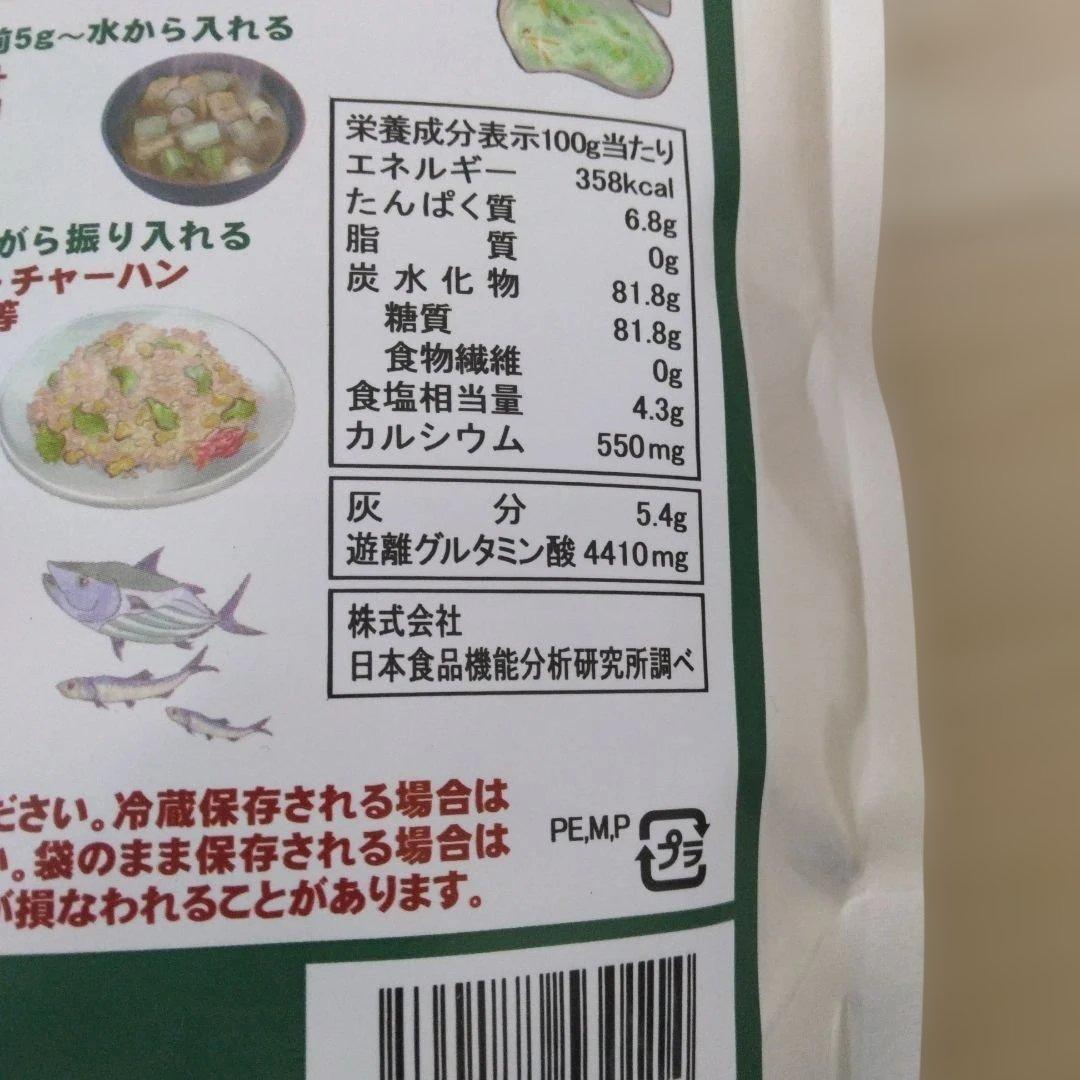 前5g～水から入れる
がら振り入れる
・チャーハン
等
栄養成分表示100g当たり
エネルギー 358kcal
たんぱく質 6.8g
脂質 0g
炭水化物 81.8g
糖質 81.8g
食物繊維 0g
食塩相当量 4.3g
カルシウム 550mg
灰分 5.4g
遊離グルタミン酸 4410mg
株式会社
日本食品機能分析研究所調べ
ださい。冷蔵保存される場合は
い。袋のまま保存される場合は
が損なわれることがあります。
PE,M,P
プラ